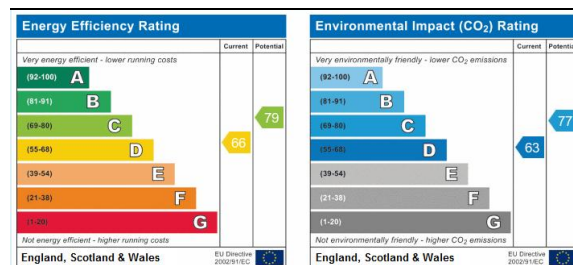 Energy Efficiency Rating
Current Potential
Very energy efficient - lower running costs
(92-100) A
(81-91) B
(69-80) C
(55-68) D
(39-54) E
(21-38) F
(1-20) G
66
79
Not energy efficient - higher running costs
England, Scotland & Wales
EU Directive
2002/91/EC
Environmental Impact (CO₂) Rating
Current Potentia
Very environmentally friendly - lower CO₂ emissions
(92-100) A
(81-91) B
(69-80) C
(55-68) D
(39-54) E
(21-38) F
(1-20) G
63
77
Not environmentally friendly - higher CO₂ emissions
England, Scotland & Wales
EU Directive
2002/91/EC